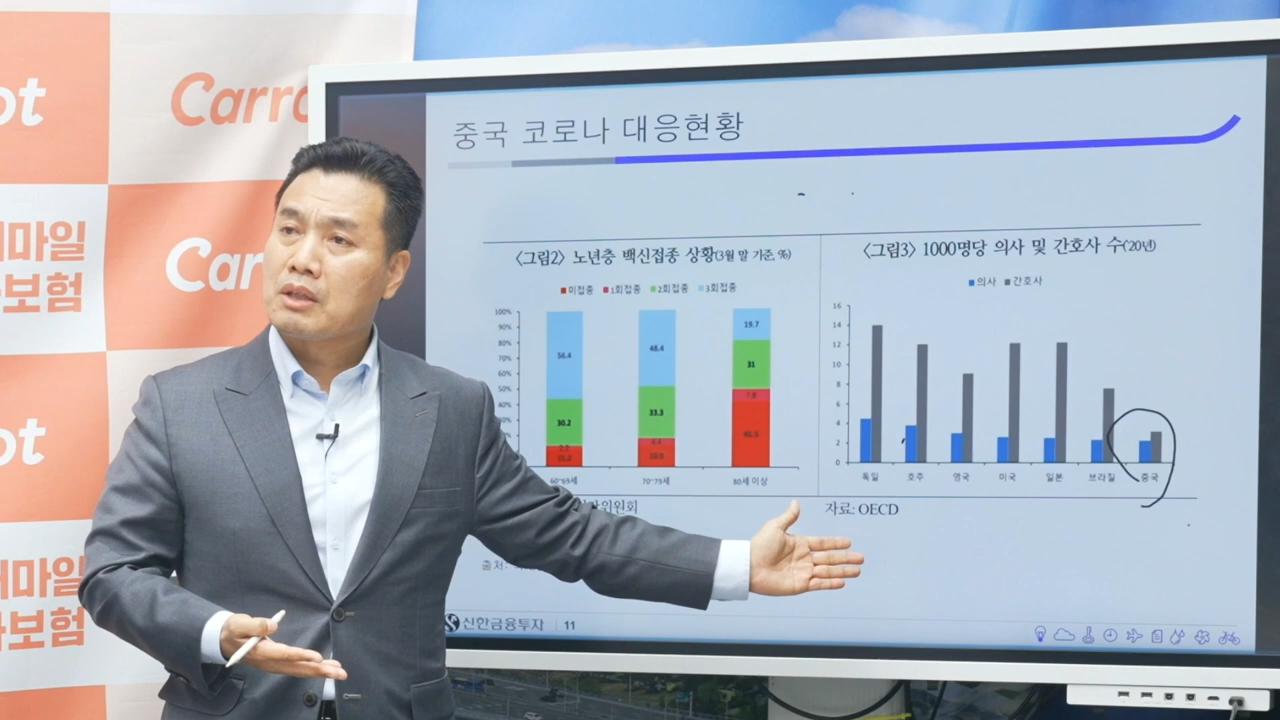 ot
Carro
중국 코로나 대응현황
마일
보험
Car
<그림2> 노년층 백신접종 상황(3월 말 기준, %)
미접종 1회접종 2회접종 3회접종
100%
90%
80%
70%
60%
50%
40%
56.4
30.2
48.4
33.3
19.7
31
7.8
60~69세
70~79세
80세 이상
위원회
<그림3> 1000명당 의사 및 간호사 수('20년)
의사 간호사
16
14
12
10
8
6
4
2
0
독일 호주 영국 미국 일본 브라질 중국
자료: OECD
ot
마일
보험
출처:
신한금융투자 11